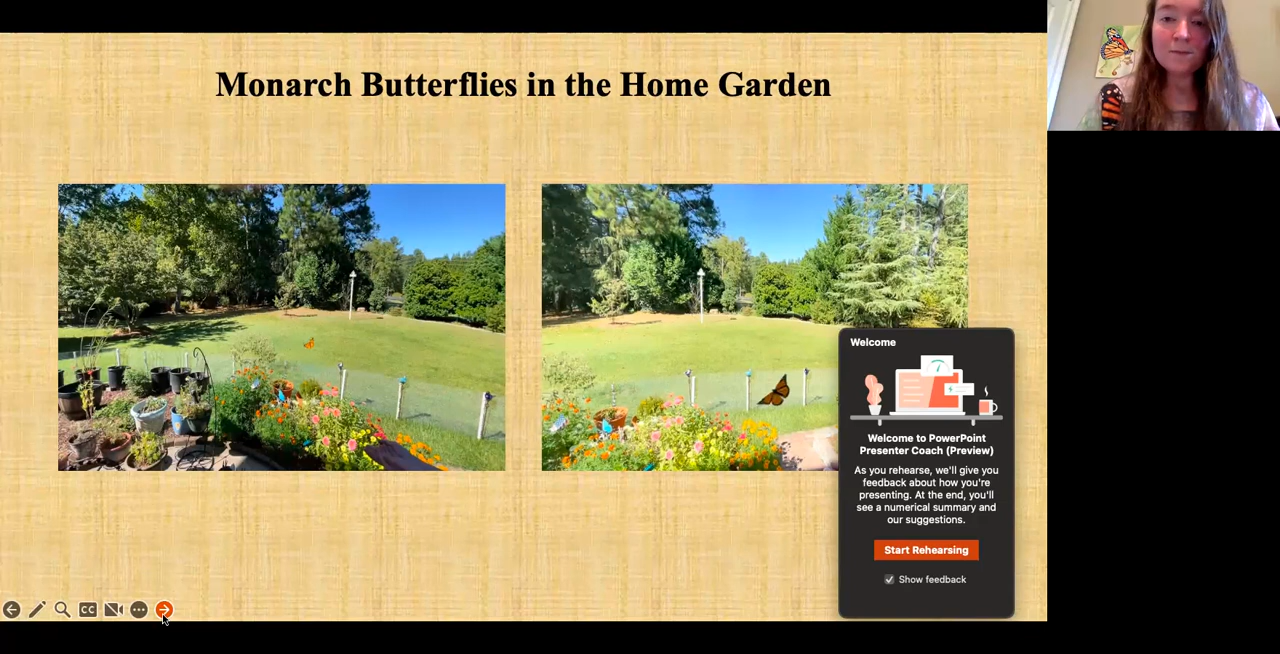 Monarch Butterflies in the Home Garden
Welcome
Welcome to PowerPoint
Presenter Coach (Preview)
As you rehearse, we'll give you
feedback about how you're
presenting. At the end, you'll
see a numerical summary and
our suggestions.
Start Rehearsing
Show feedback
CC